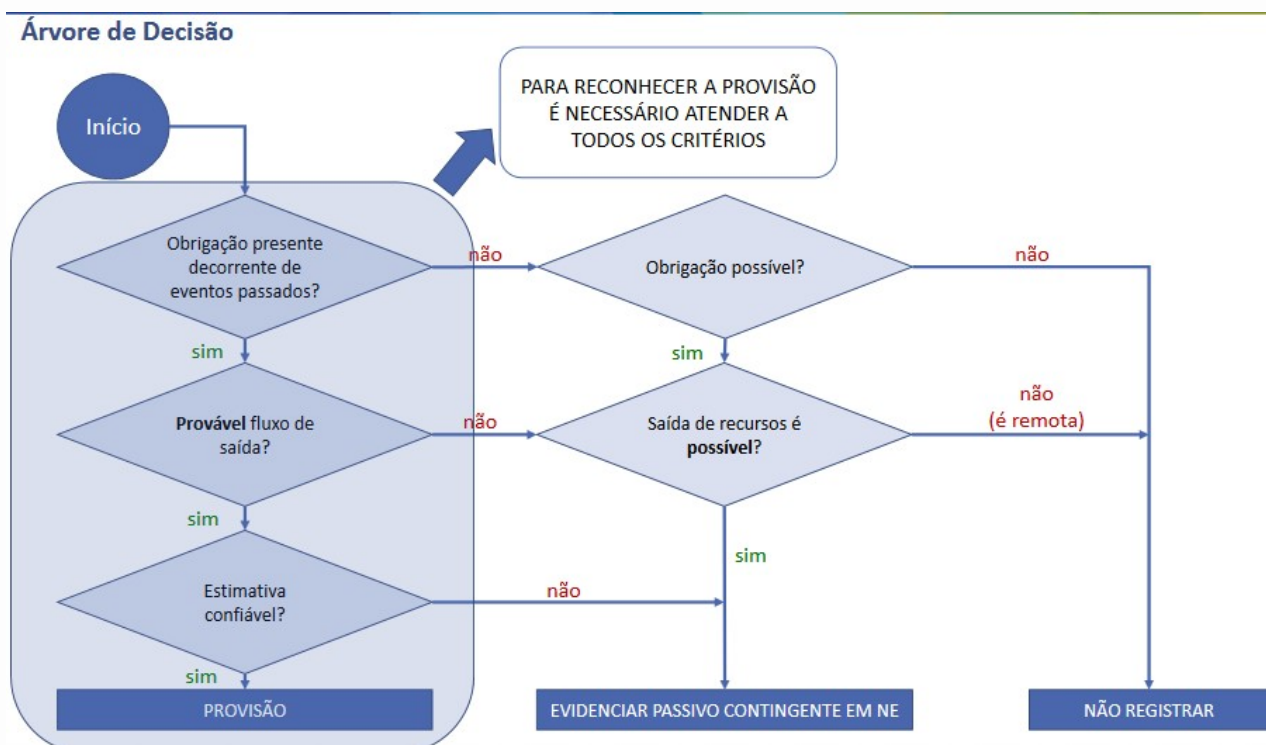 Árvore de Decisão
Início
PARA RECONHECER A PROVISÃO
É NECESSÁRIO ATENDER A
TODOS OS CRITÉRIOS
Obrigação presente
decorrente de
eventos passados?
não
Obrigação possível?
não
sim
sim
Provável fluxo de
saída?
não
Saída de recursos é
possível?
não
(é remota)
sim
sim
Estimativa
confiável?
não
sim
PROVISÃO
EVIDENCIAR PASSIVO CONTINGENTE EM NE
NÃO REGISTRAR